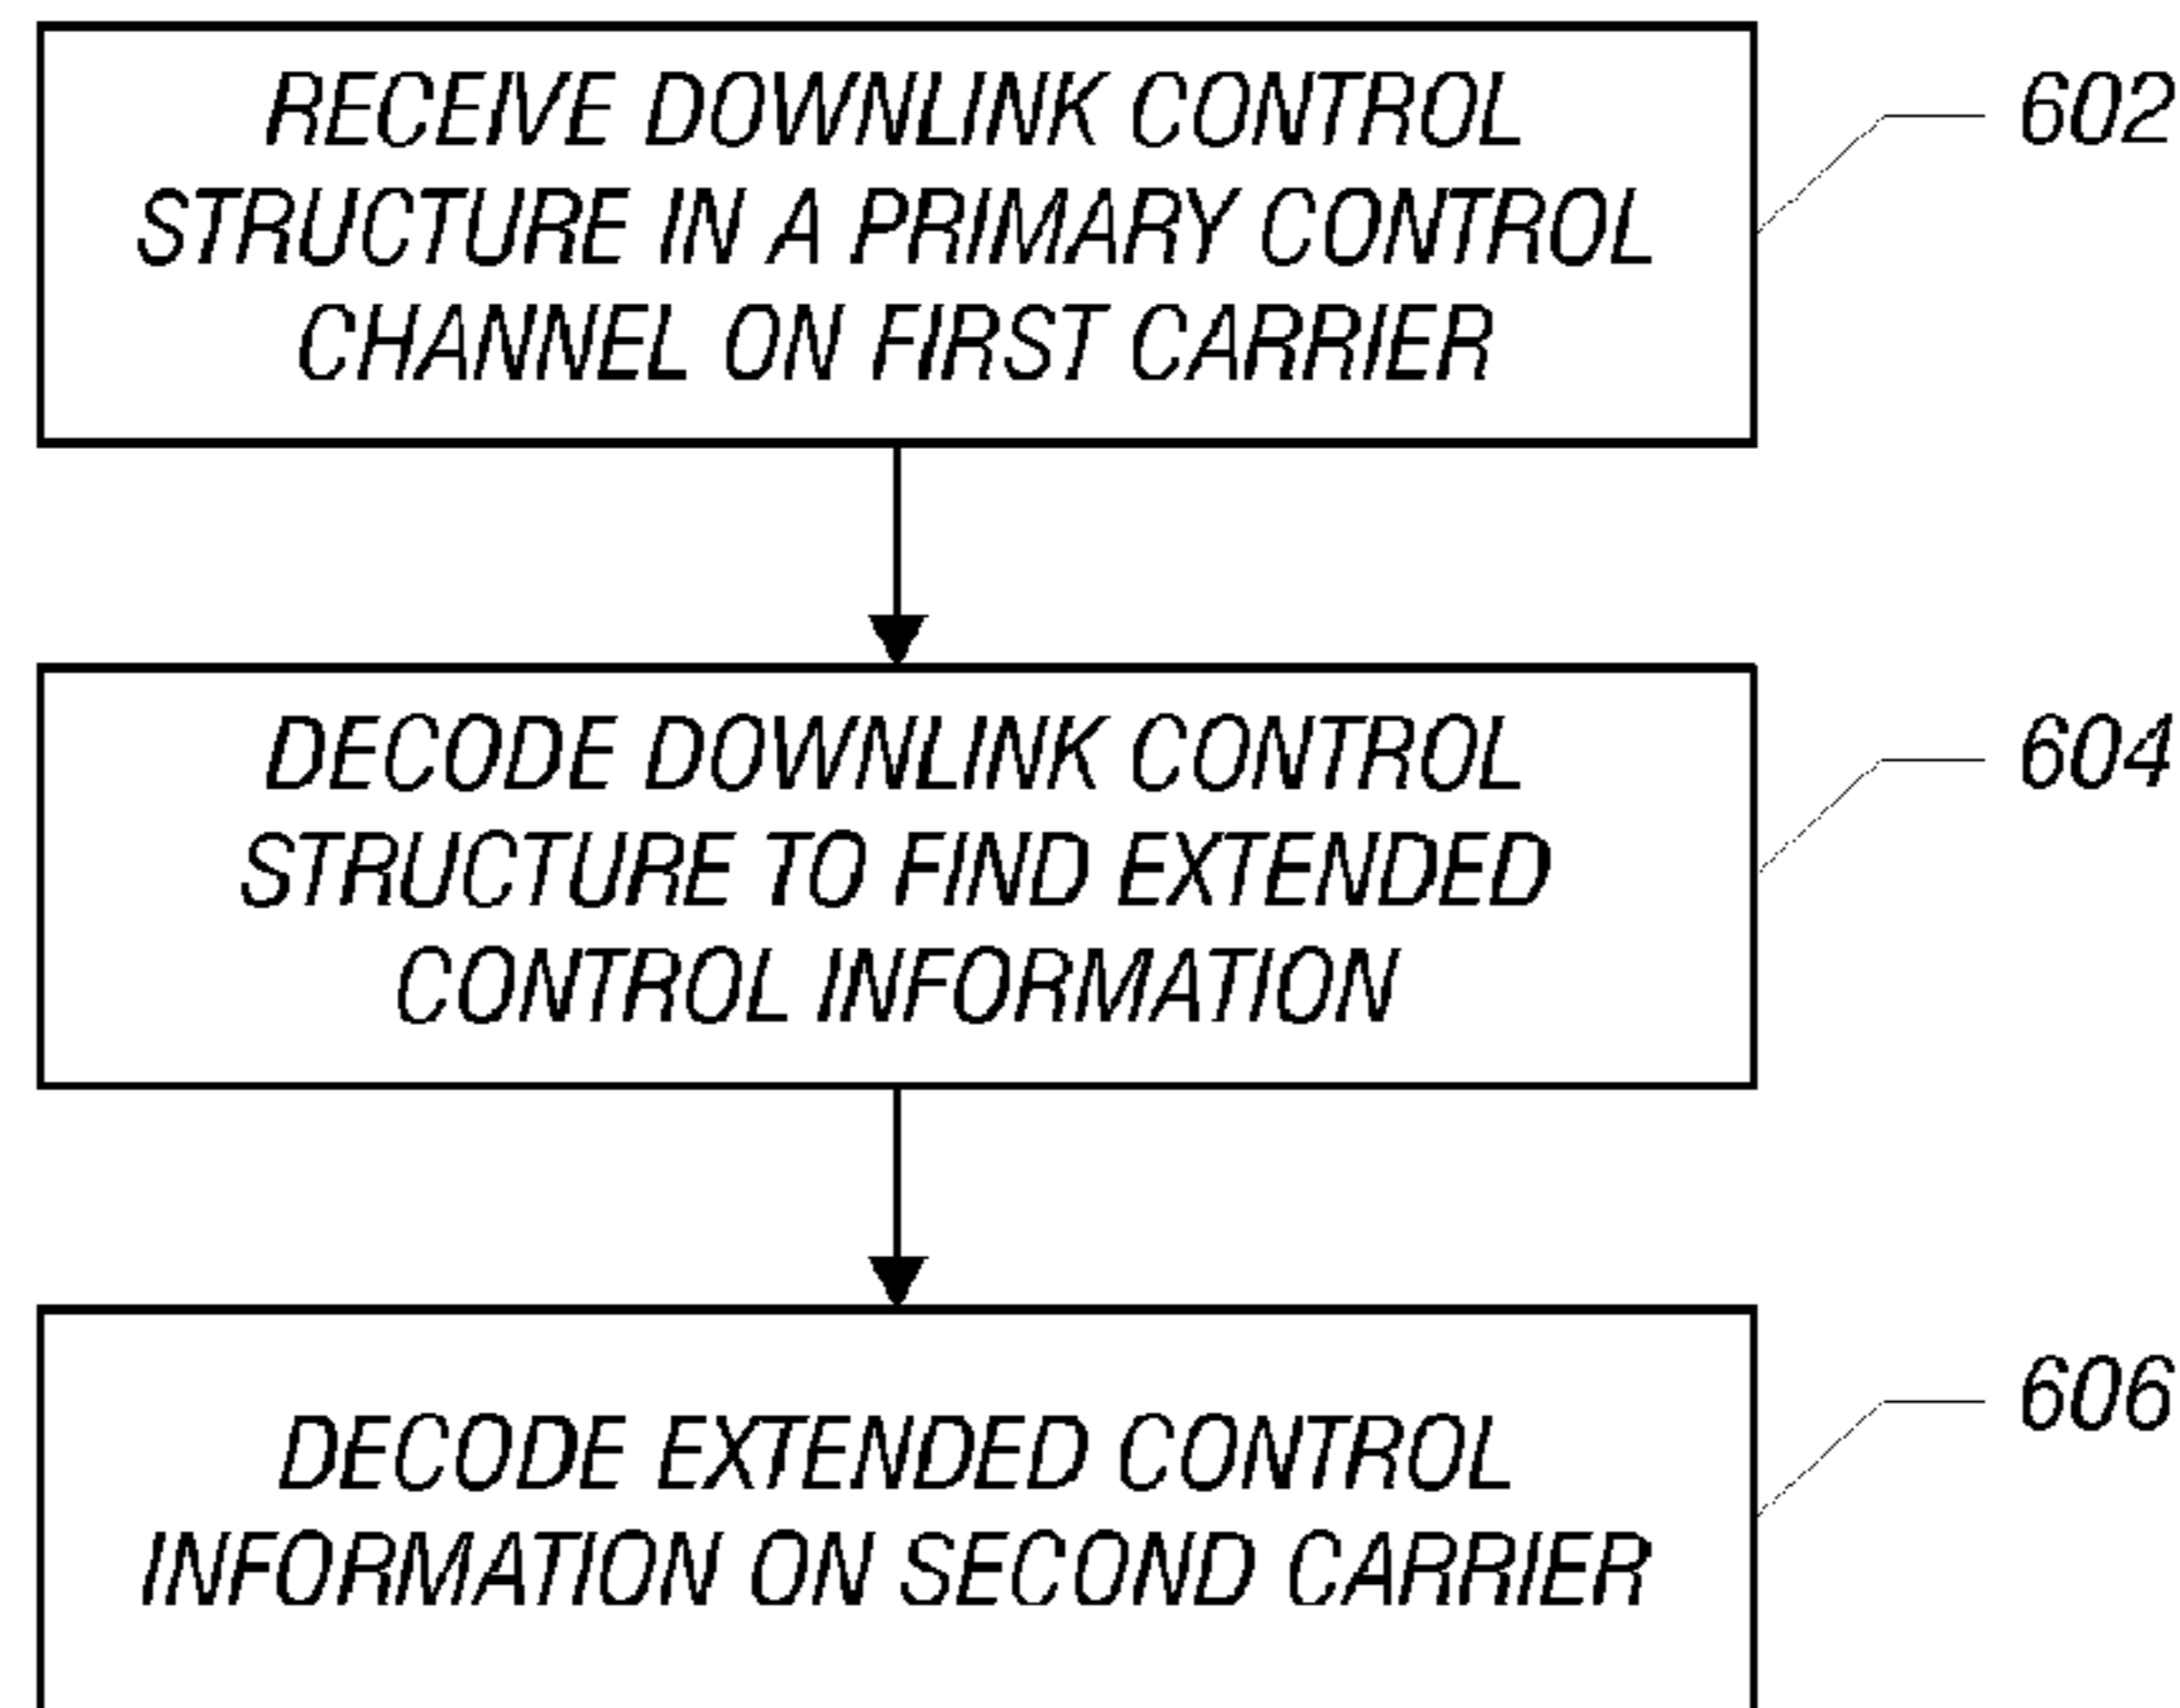 RECEIVE DOWNLINK CONTROL
STRUCTURE IN A PRIMARY CONTROL
CHANNEL ON FIRST CARRIER
602
DECODE DOWNLINK CONTROL
STRUCTURE TO FIND EXTENDED
CONTROL INFORMATION
604
DECODE EXTENDED CONTROL
INFORMATION ON SECOND CARRIER
606